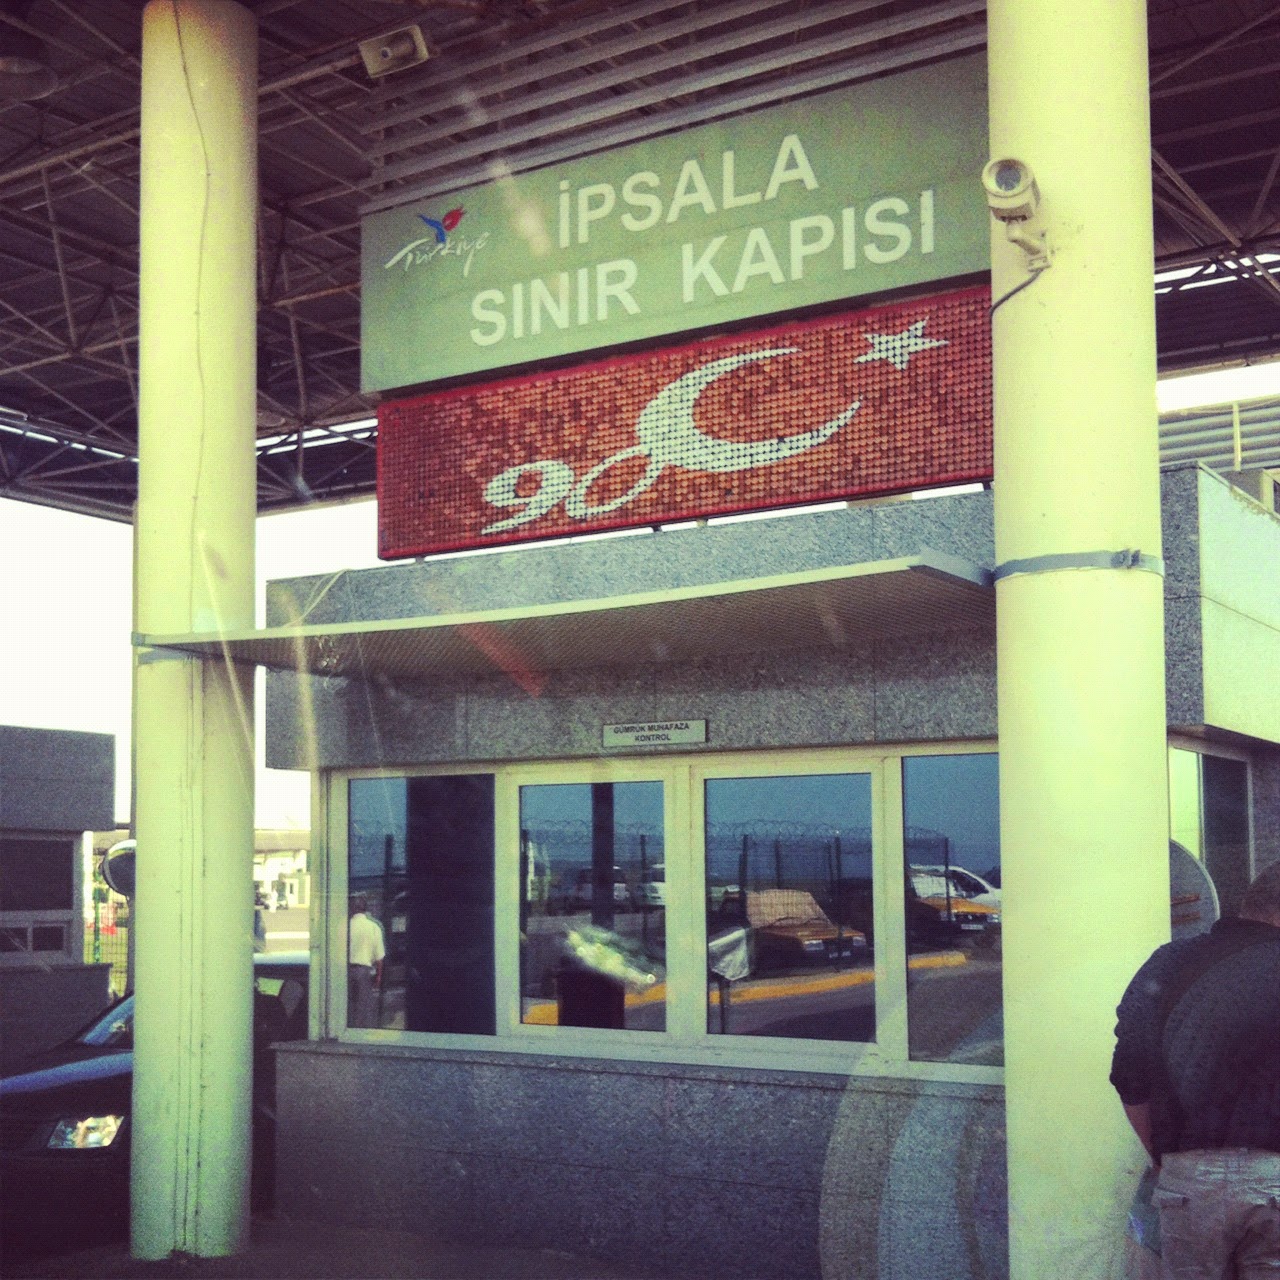 Türkiye
İPSALA
SINIR KAPISI
90
GÜMRÜK MUHAFAZA
KONTROL